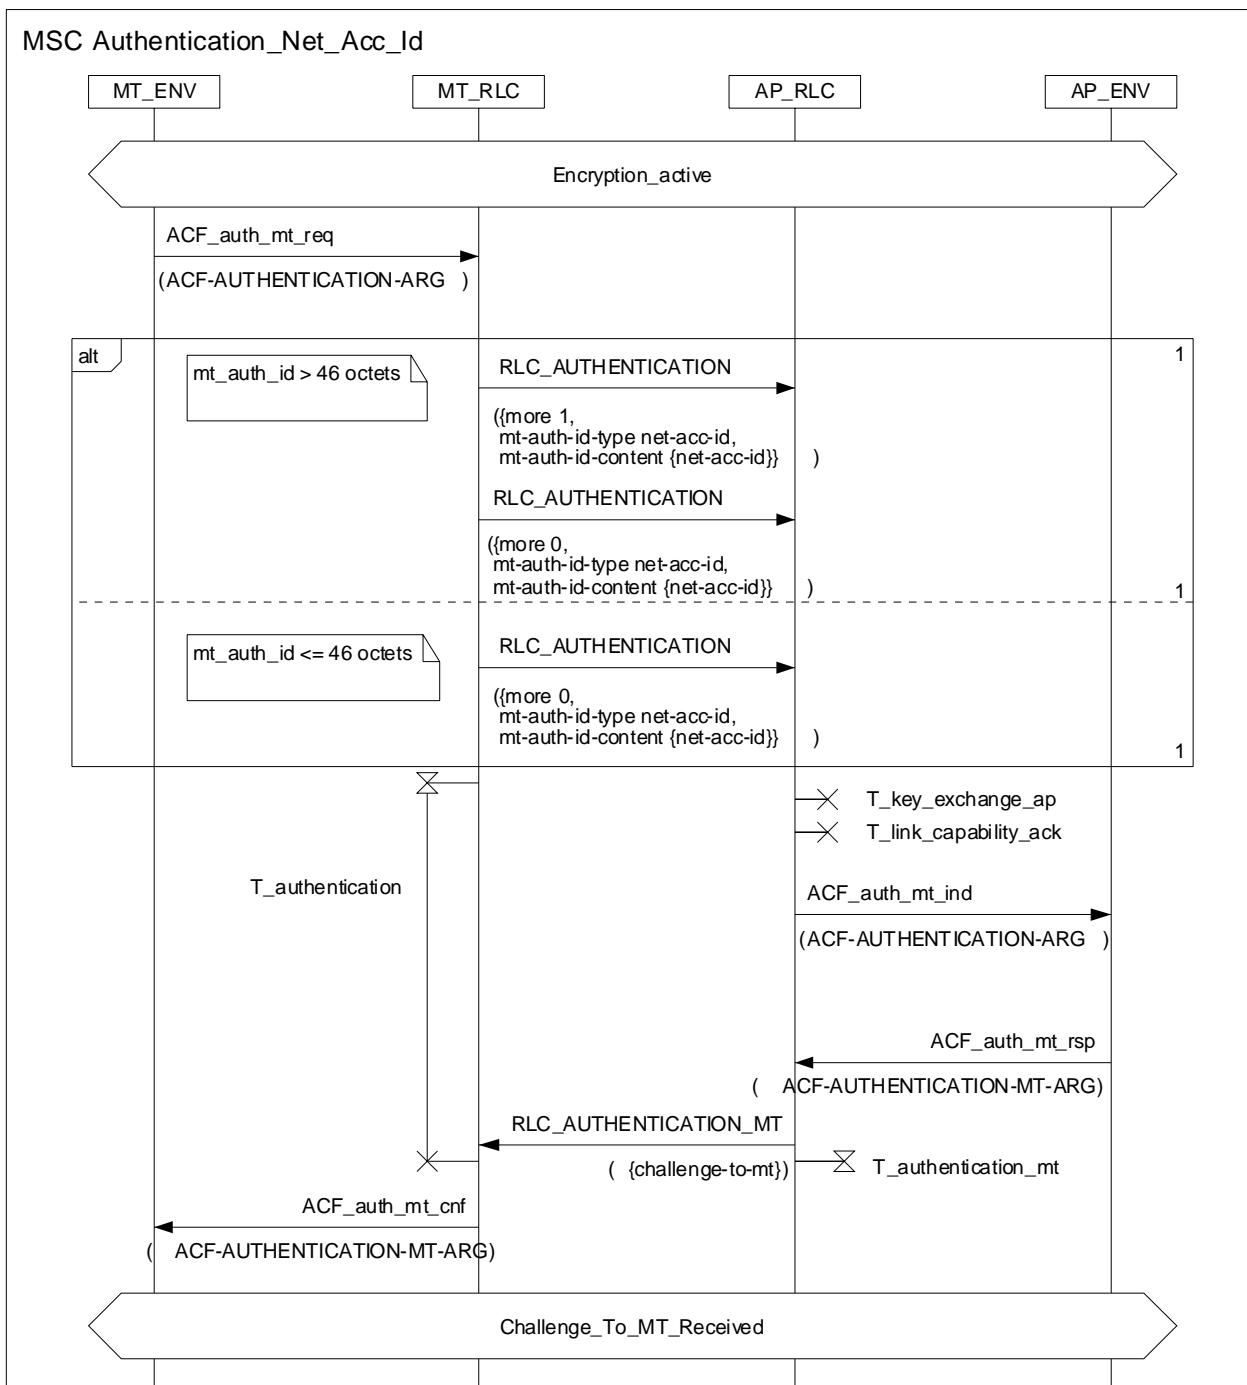 MSC Authentication_Net_Acc_Id
MT_ENV
MT_RLC
AP_RLC
AP_ENV
Encryption_active
ACF_auth_mt_req
(ACF-AUTHENTICATION-ARG )
alt
1
mt_auth_id > 46 octets
RLC_AUTHENTICATION
({more 1,
mt-auth-id-type net-acc-id,
mt-auth-id-content {net-acc-id}} )
RLC_AUTHENTICATION
({more 0,
mt-auth-id-type net-acc-id,
mt-auth-id-content {net-acc-id}} )
1
mt_auth_id <= 46 octets
RLC_AUTHENTICATION
({more 0,
mt-auth-id-type net-acc-id,
mt-auth-id-content {net-acc-id}} )
1
T_key_exchange_ap
T_link_capability_ack
T_authentication
ACF_auth_mt_ind
(ACF-AUTHENTICATION-ARG )
ACF_auth_mt_rsp
( ACF-AUTHENTICATION-MT-ARG)
RLC_AUTHENTICATION_MT
( {challenge-to-mt})
T_authentication_mt
ACF_auth_mt_cnf
( ACF-AUTHENTICATION-MT-ARG)
Challenge_To_MT_Received